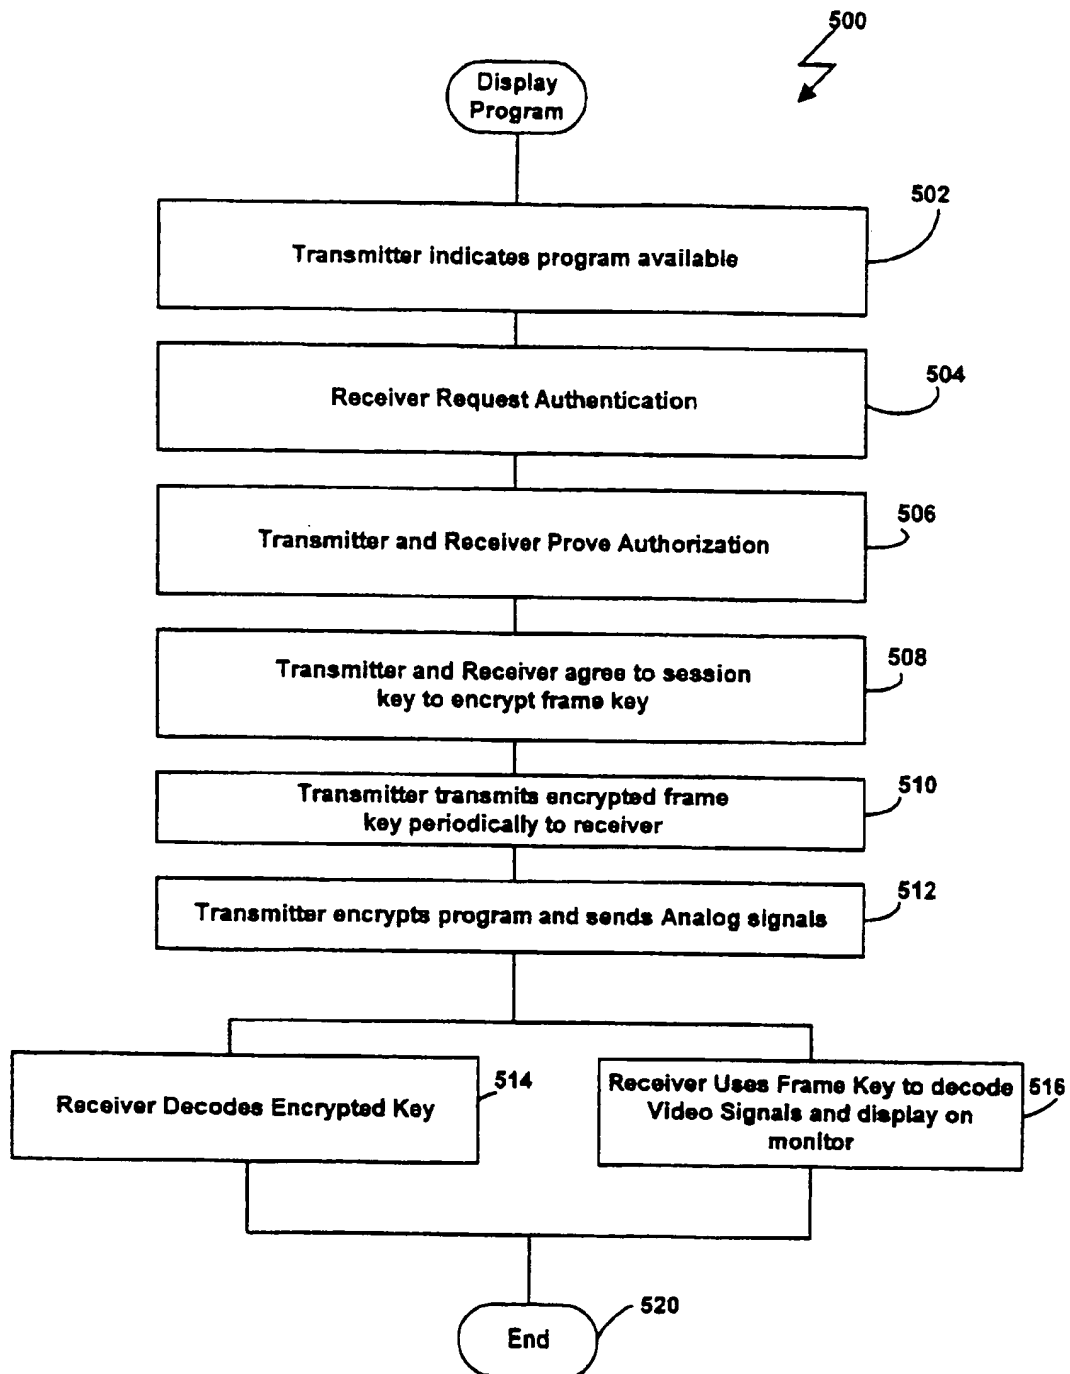 500
Display
Program
502
Transmitter indicates program available
504
Receiver Request Authentication
506
Transmitter and Receiver Prove Authorization
508
Transmitter and Receiver agree to session
key to encrypt frame key
510
Transmitter transmits encrypted frame
key periodically to receiver
512
Transmitter encrypts program and sends Analog signals
514
Receiver Decodes Encrypted Key
516
Receiver Uses Frame Key to decode
Video Signals and display on
monitor
520
End